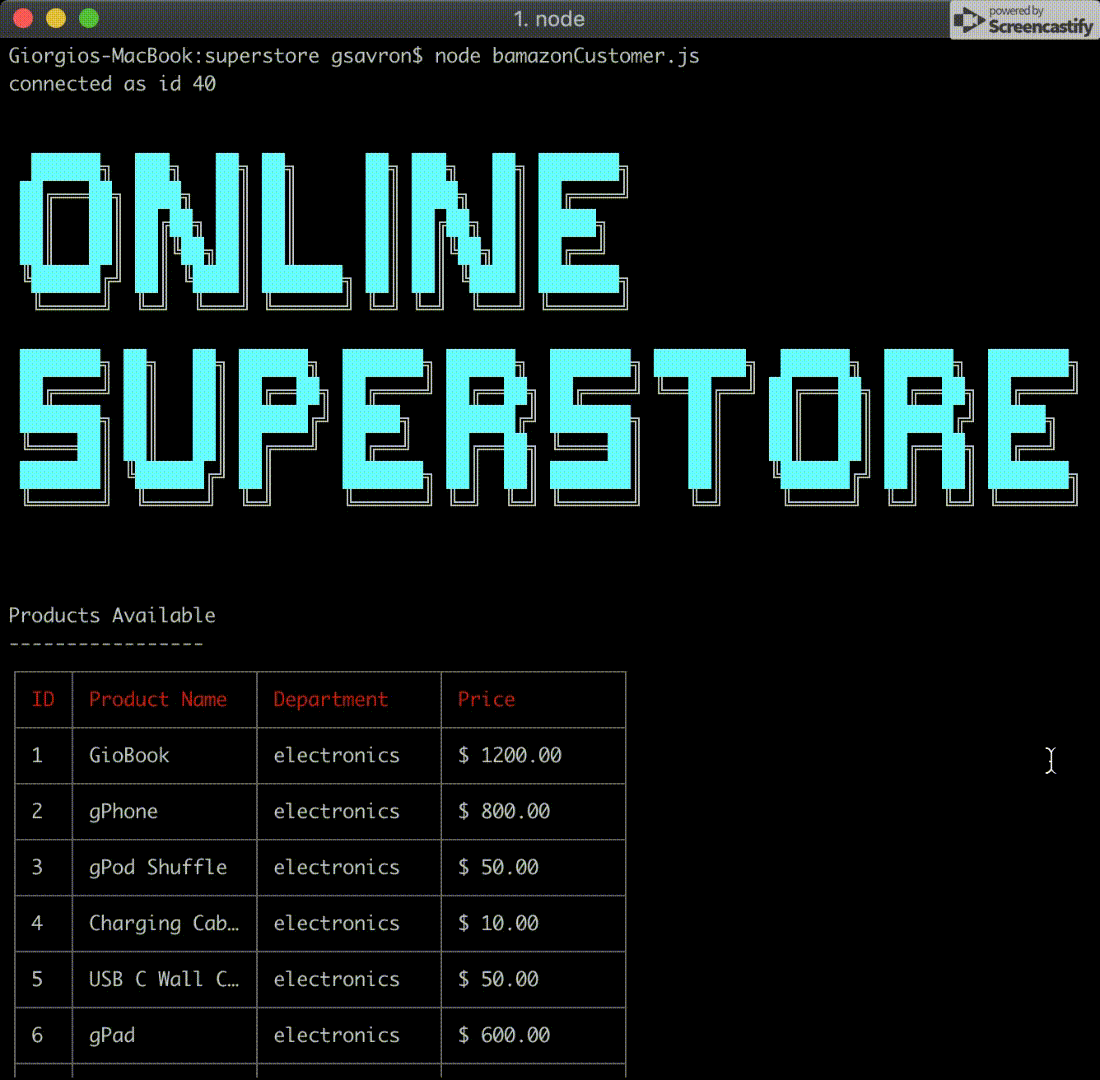 1. node
powered by
Screencastify
Giorgios-MacBook:superstore gsavron$ node bamazonCustomer.js
connected as id 40
ONLINE
SUPERSTORE
Products Available
-----------------
ID Product Name Department Price
1 GioBook electronics $ 1200.00
2 gPhone electronics $ 800.00
3 gPod Shuffle electronics $ 50.00
4 Charging Cab… electronics $ 10.00
5 USB C Wall C… electronics $ 50.00
6 gPad electronics $ 600.00